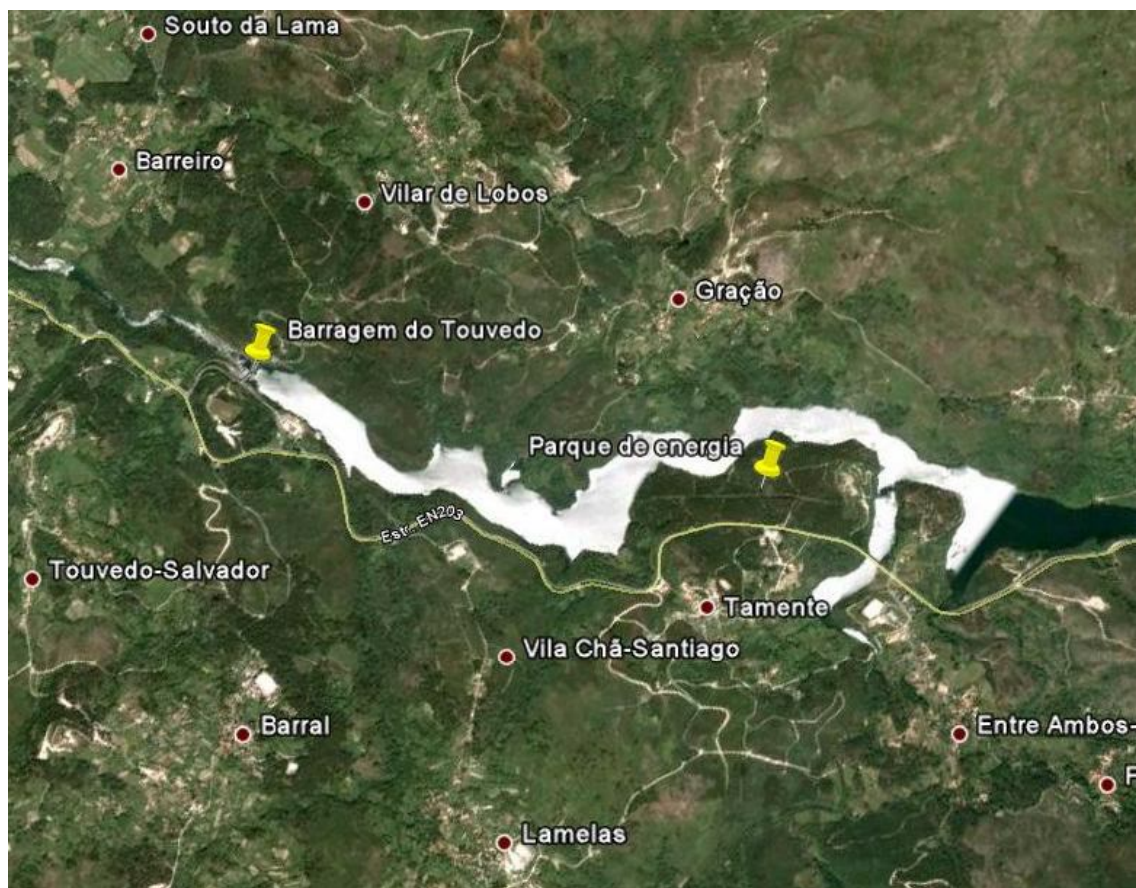 Souto da Lama
Barreiro
Vilar de Lobos
Gração
Barragem do Touvedo
Parque de energia
Estr. EN203
Touvedo-Salvador
Tamente
Vila Chã-Santiago
Barral
Entre Ambos-
F
Lamelas